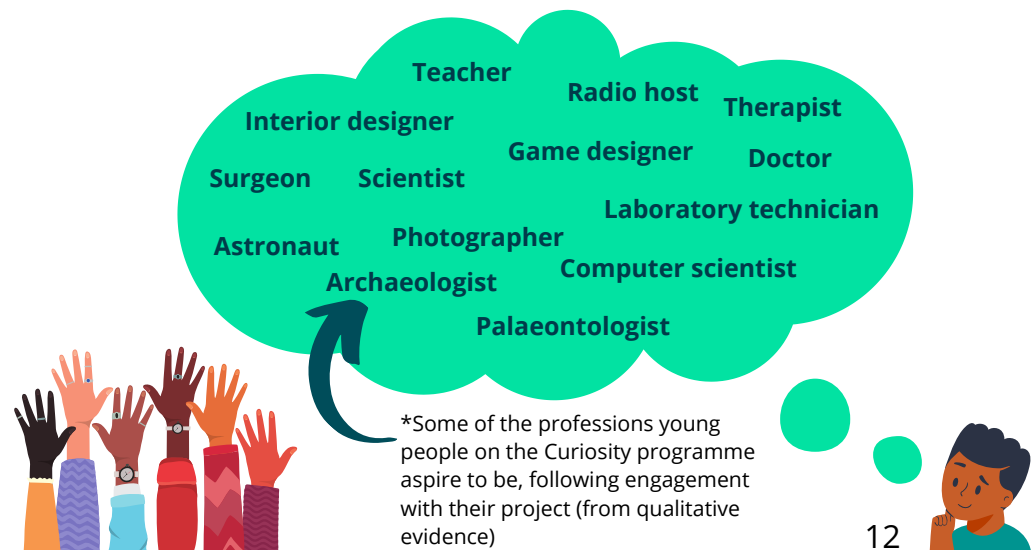 Teacher
Radio host
Therapist
Interior designer
Game designer
Doctor
Surgeon
Scientist
Laboratory technician
Astronaut
Photographer
Computer scientist
Archaeologist
Palaeontologist
*Some of the professions young
people on the Curiosity programme
aspire to be, following engagement
with their project (from qualitative
evidence)
12